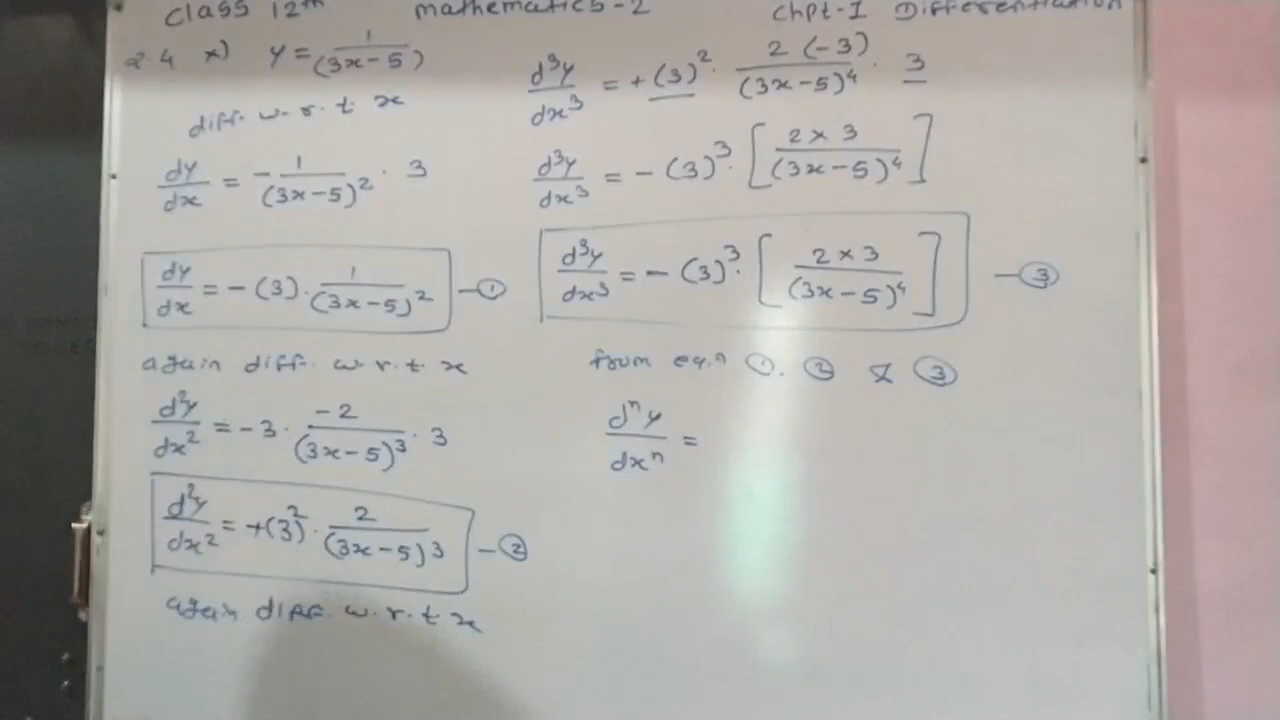 Class 12th mathematics-2 Chpt-I Differentiation
2.4 x) y = 1/(3x-5)
diff. w.r.t. x
dy/dx = - 1/(3x-5)² · 3
dy/dx = -(3) · 1/(3x-5)² —①
again diff. w.r.t. x
d²y/dx² = -3 · -2/(3x-5)³ · 3
d²y/dx² = +(3)² · 2/(3x-5)3 —②
again diff. w.r.t x
d³y/dx³ = +(3)² · 2(-3)/(3x-5)⁴ · 3
d³y/dx³ = -(3)³ · [2×3/(3x-5)⁴]
d³y/dx³ = -(3)³ · [2×3/(3x-5)⁴] —③
from eq.n ①. ② & ③
dⁿy/dxⁿ =